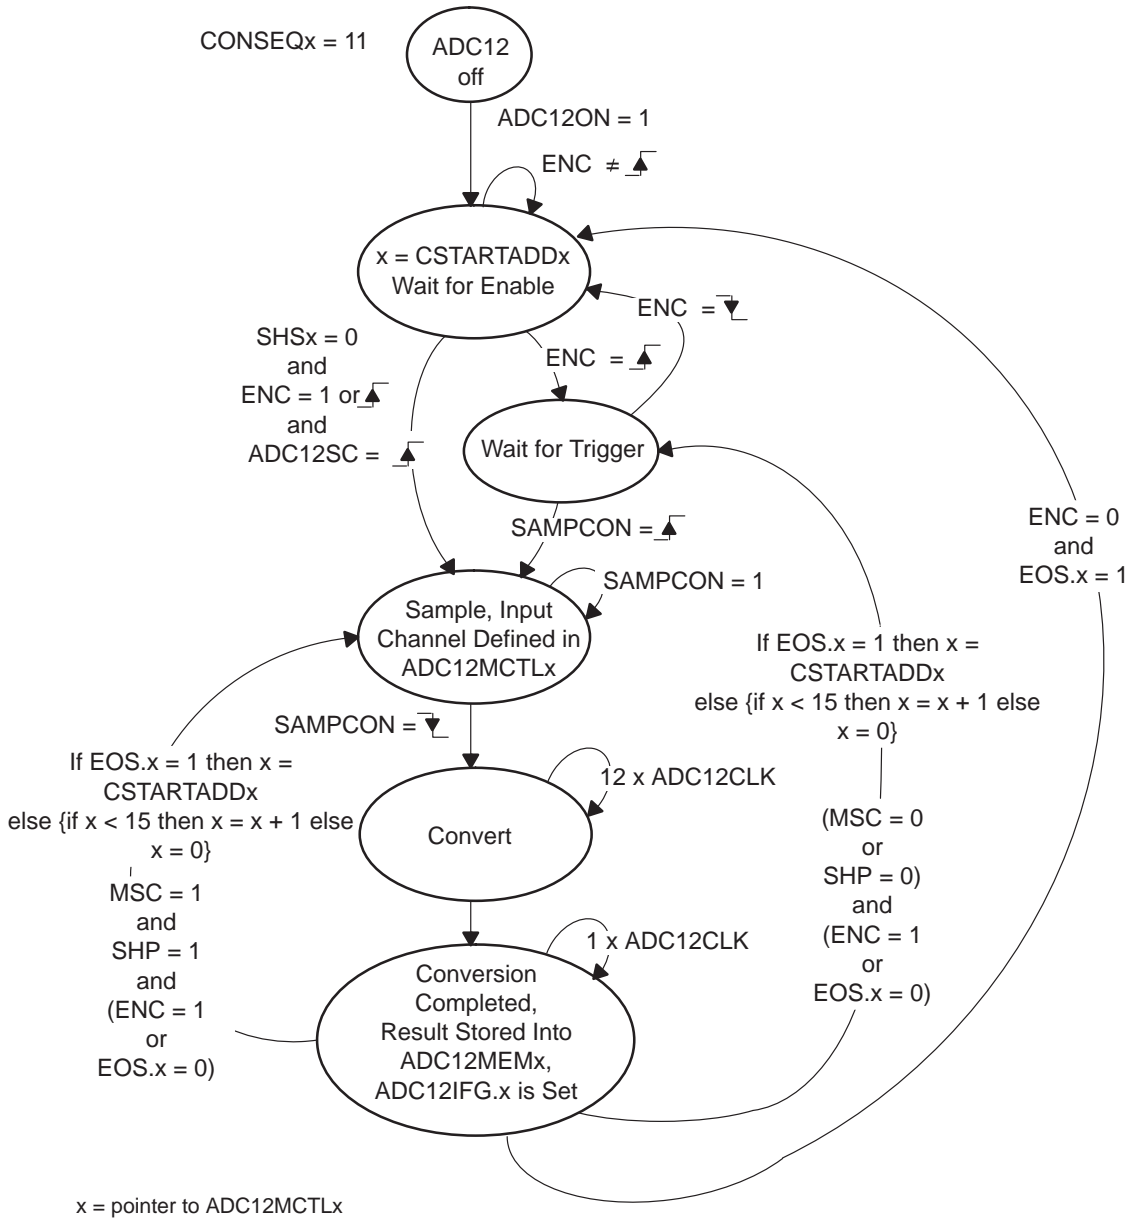 CONSEQx = 11
ADC12
off
ADC12ON = 1
ENC ≠
x = CSTARTADDx
Wait for Enable
ENC =
SHSx = 0
and
ENC = 1 or
and
ADC12SC =
ENC =
Wait for Trigger
SAMPCON =
ENC = 0
and
EOS.x = 1
SAMPCON = 1
Sample, Input
Channel Defined in
ADC12MCTLx
If EOS.x = 1 then x =
CSTARTADDx
else {if x < 15 then x = x + 1 else
x = 0}
SAMPCON =
If EOS.x = 1 then x =
CSTARTADDx
else {if x < 15 then x = x + 1 else
x = 0}
12 x ADC12CLK
Convert
(MSC = 0
or
SHP = 0)
and
(ENC = 1
or
EOS.x = 0)
MSC = 1
and
SHP = 1
and
(ENC = 1
or
EOS.x = 0)
1 x ADC12CLK
Conversion
Completed,
Result Stored Into
ADC12MEMx,
ADC12IFG.x is Set
x = pointer to ADC12MCTLx